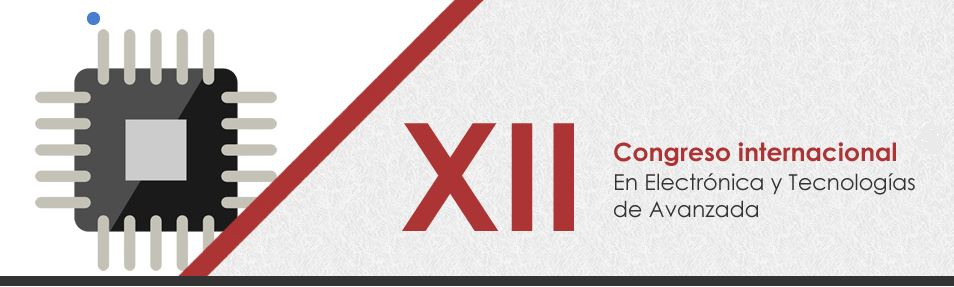 XII
Congreso internacional
En Electrónica y Tecnologías
de Avanzada